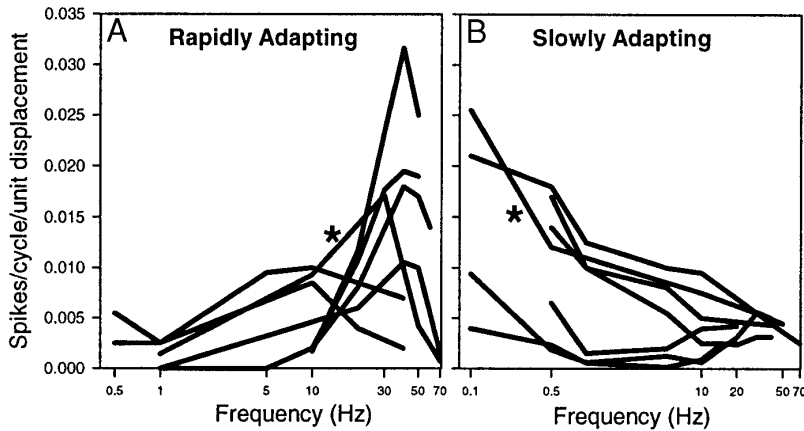 A
Rapidly Adapting
B
Slowly Adapting
Spikes/cycle/unit displacement
0.035
0.030
0.025
0.020
0.015
0.010
0.005
0.000
*
*
0.5 1 5 10 30 50 70
0.1 0.5 10 20 50 70
Frequency (Hz)
Frequency (Hz)